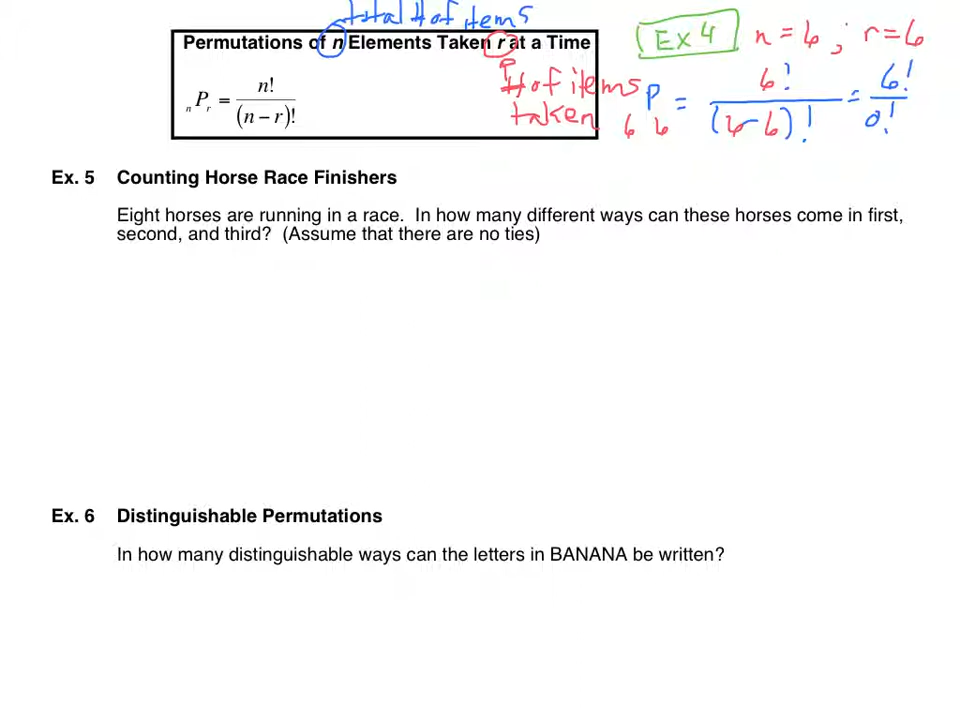 total # of items
Permutations of n Elements Taken r at a Time
nPr = n! / (n – r)!
# of items
taken
Ex 4 n = 6 ; r = 6
6P6 = 6! / (6 - 6)! = 6! / 0!
Ex. 5 Counting Horse Race Finishers
Eight horses are running in a race. In how many different ways can these horses come in first,
second, and third? (Assume that there are no ties)
Ex. 6 Distinguishable Permutations
In how many distinguishable ways can the letters in BANANA be written?